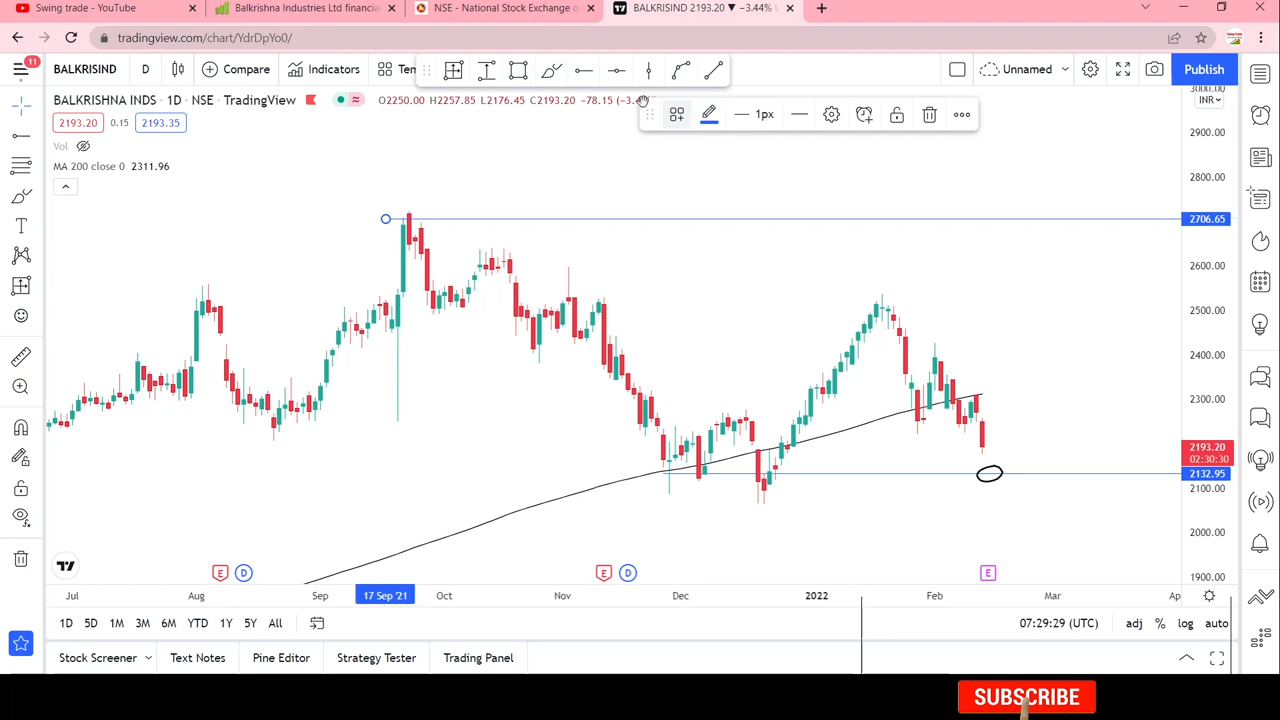 Swing trade - YouTube
Balkrishna Industries Ltd financial
NSE - National Stock Exchange o
BALKRISIND 2193.20 ▼ −3.44%
tradingview.com/chart/YdrDpYo0/
11
BALKRISIND
D
Compare
Indicators
Tem
Unnamed
Publish
BALKRISHNA INDS · 1D · NSE · TradingView
O2250.00 H2257.85 L2176.45 C2193.20 −78.15
INR
1px
2193.20
0.15
2193.35
Vol
MA 200 close 0 2311.96
3000.00
2900.00
2800.00
2706.65
2600.00
2500.00
2400.00
2300.00
2193.20
02:30:30
2132.95
2100.00
2000.00
1900.00
E
D
E
D
E
Jul
Aug
Sep
17 Sep '21
Oct
Nov
Dec
2022
Feb
Mar
Ap
1D
5D
1M
3M
6M
YTD
1Y
5Y
All
07:29:29 (UTC)
adj
%
log
auto
Stock Screener
Text Notes
Pine Editor
Strategy Tester
Trading Panel
SUBSCRIBE